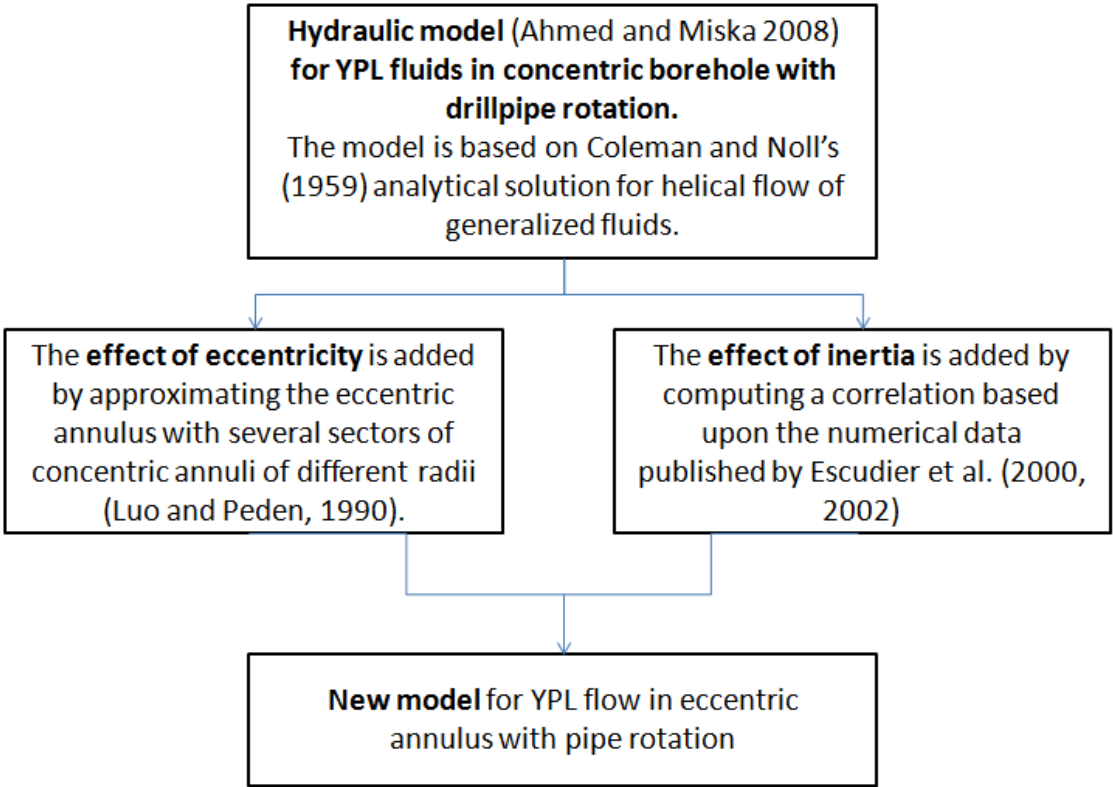 Hydraulic model (Ahmed and Miska 2008)
for YPL fluids in concentric borehole with
drillpipe rotation.
The model is based on Coleman and Noll’s
(1959) analytical solution for helical flow of
generalized fluids.
The effect of eccentricity is added
by approximating the eccentric
annulus with several sectors of
concentric annuli of different radii
(Luo and Peden, 1990).
The effect of inertia is added by
computing a correlation based
upon the numerical data
published by Escudier et al. (2000,
2002)
New model for YPL flow in eccentric
annulus with pipe rotation